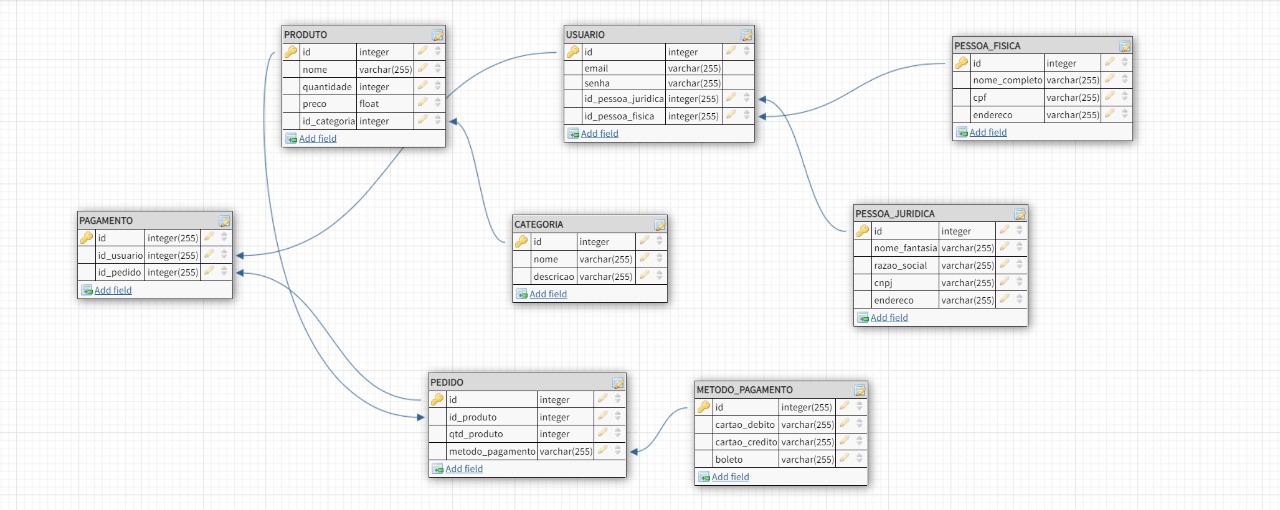 PRODUTO
id integer
nome varchar(255)
quantidade integer
preco float
id_categoria integer
Add field
USUARIO
id integer
email varchar(255)
senha varchar(255)
id_pessoa_juridica integer(255)
id_pessoa_fisica integer(255)
Add field
PESSOA_FISICA
id integer
nome_completo varchar(255)
cpf varchar(255)
endereco varchar(255)
Add field
PAGAMENTO
id integer(255)
id_usuario integer(255)
id_pedido integer(255)
Add field
CATEGORIA
id integer
nome varchar(255)
descricao varchar(255)
Add field
PESSOA_JURIDICA
id integer
nome_fantasia varchar(255)
razao_social varchar(255)
cnpj varchar(255)
endereco varchar(255)
Add field
PEDIDO
id integer
id_produto integer
qtd_produto integer
metodo_pagamento varchar(255)
Add field
METODO_PAGAMENTO
id integer(255)
cartao_debito varchar(255)
cartao_credito varchar(255)
boleto varchar(255)
Add field